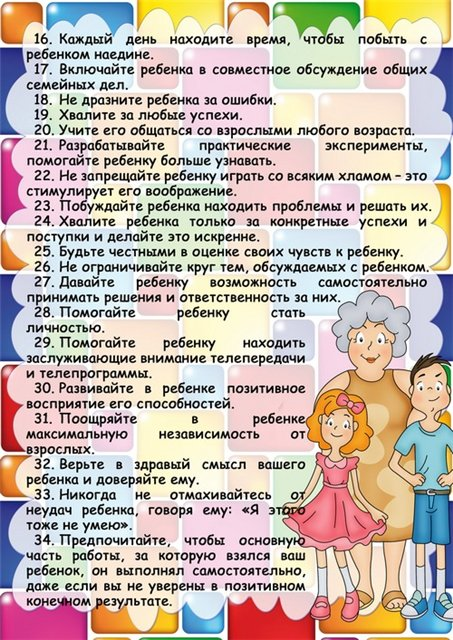 16. Каждый день находите время, чтобы побыть с
ребенком наедине.
17. Включайте ребенка в совместное обсуждение общих
семейных дел.
18. Не дразните ребенка за ошибки.
19. Хвалите за любые успехи.
20. Учите его общаться со взрослыми любого возраста.
21. Разрабатывайте практические эксперименты,
помогайте ребенку больше узнавать.
22. Не запрещайте ребенку играть со всяким хламом – это
стимулирует его воображение.
23. Побуждайте ребенка находить проблемы и решать их.
24. Хвалите ребенка только за конкретные успехи и
поступки и делайте это искренне.
25. Будьте честными в оценке своих чувств к ребенку.
26. Не ограничивайте круг тем, обсуждаемых с ребенком.
27. Давайте ребенку возможность самостоятельно
принимать решения и ответственность за них.
28. Помогайте ребенку стать
личностью.
29. Помогайте ребенку находить
заслуживающие внимание телепередачи
и телепрограммы.
30. Развивайте в ребенке позитивное
восприятие его способностей.
31. Поощряйте в ребенке
максимальную независимость от
взрослых.
32. Верьте в здравый смысл вашего
ребенка и доверяйте ему.
33. Никогда не отмахивайтесь от
неудач ребенка, говоря ему: «Я этого
тоже не умею».
34. Предпочитайте, чтобы основную
часть работы, за которую взялся ваш
ребенок, он выполнял самостоятельно,
даже если вы не уверены в позитивном
конечном результате.